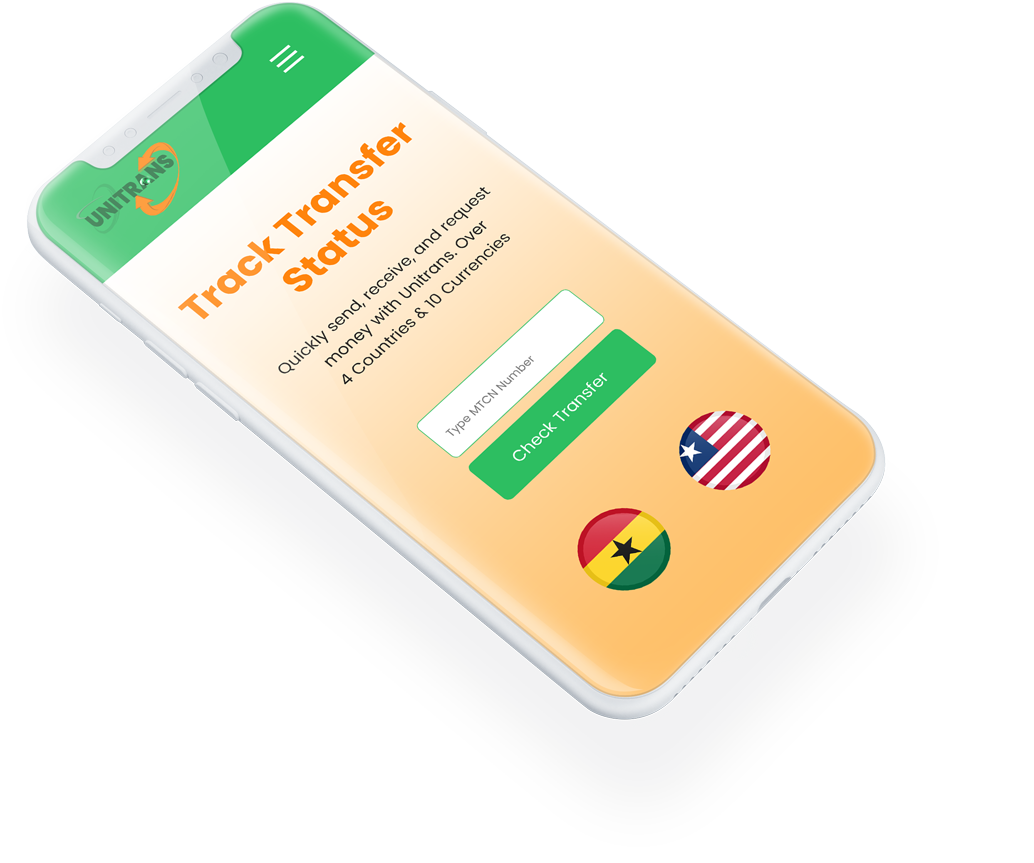 UNITRANS
Track Transfer
Status
Quickly send, receive, and request
money with Unitrans. Over
4 Countries & 10 Currencies
Type MTCN Number
Check Transfer